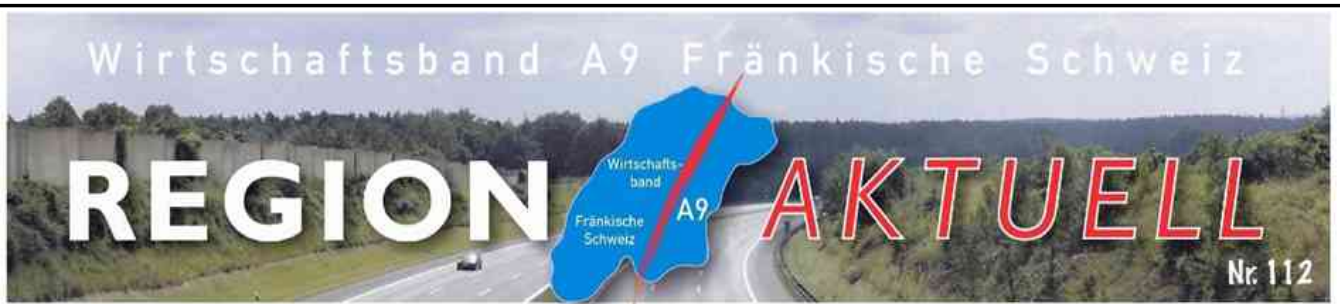 Wirtschaftsband A9 Fränkische Schweiz
REGION AKTUELL
Wirtschafts-
band
A9
Fränkische
Schweiz
Nr. 112